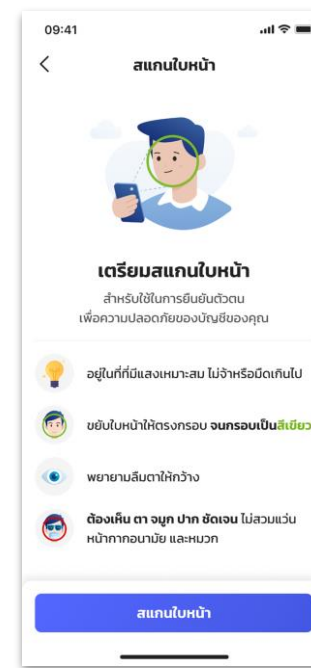 09:41
สแกนใบหน้า
เตรียมสแกนใบหน้า
สำหรับใช้ในการยืนยันตัวตน
เพื่อความปลอดภัยของบัญชีของคุณ
อยู่ในที่ที่มีแสงเหมาะสม ไม่จ้าหรือมืดเกินไป
ขยับใบหน้าให้ตรงกรอบ จนกรอบเป็นสีเขียว
พยายามลืมตาให้กว้าง
ต้องเห็น ตา จมูก ปาก ชัดเจน ไม่สวมแว่น
หน้ากากอนามัย และหมวก
สแกนใบหน้า